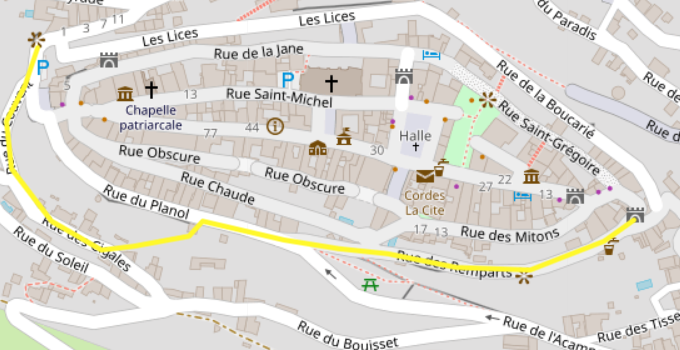 Les Lices
du Paradis
1 3 7 11
Les Lices
Rue de la Jane
Rue de la Boucarié
P
P
5
13
Rue Saint-Michel
Chapelle
patriarcale
77
44
Halle
Rue Saint-Grégoire
Rue d
30
Rue Obscure
Rue Obscure
Rue Chaude
27
22
13
Cordes
La Cite
Rue du Planol
17 13
Rue des Mitons
Rue des Cigales
Rue du Soleil
Rue des Remparts
Rue du Bouisset
Rue de l'Acam
Rue des Tisse